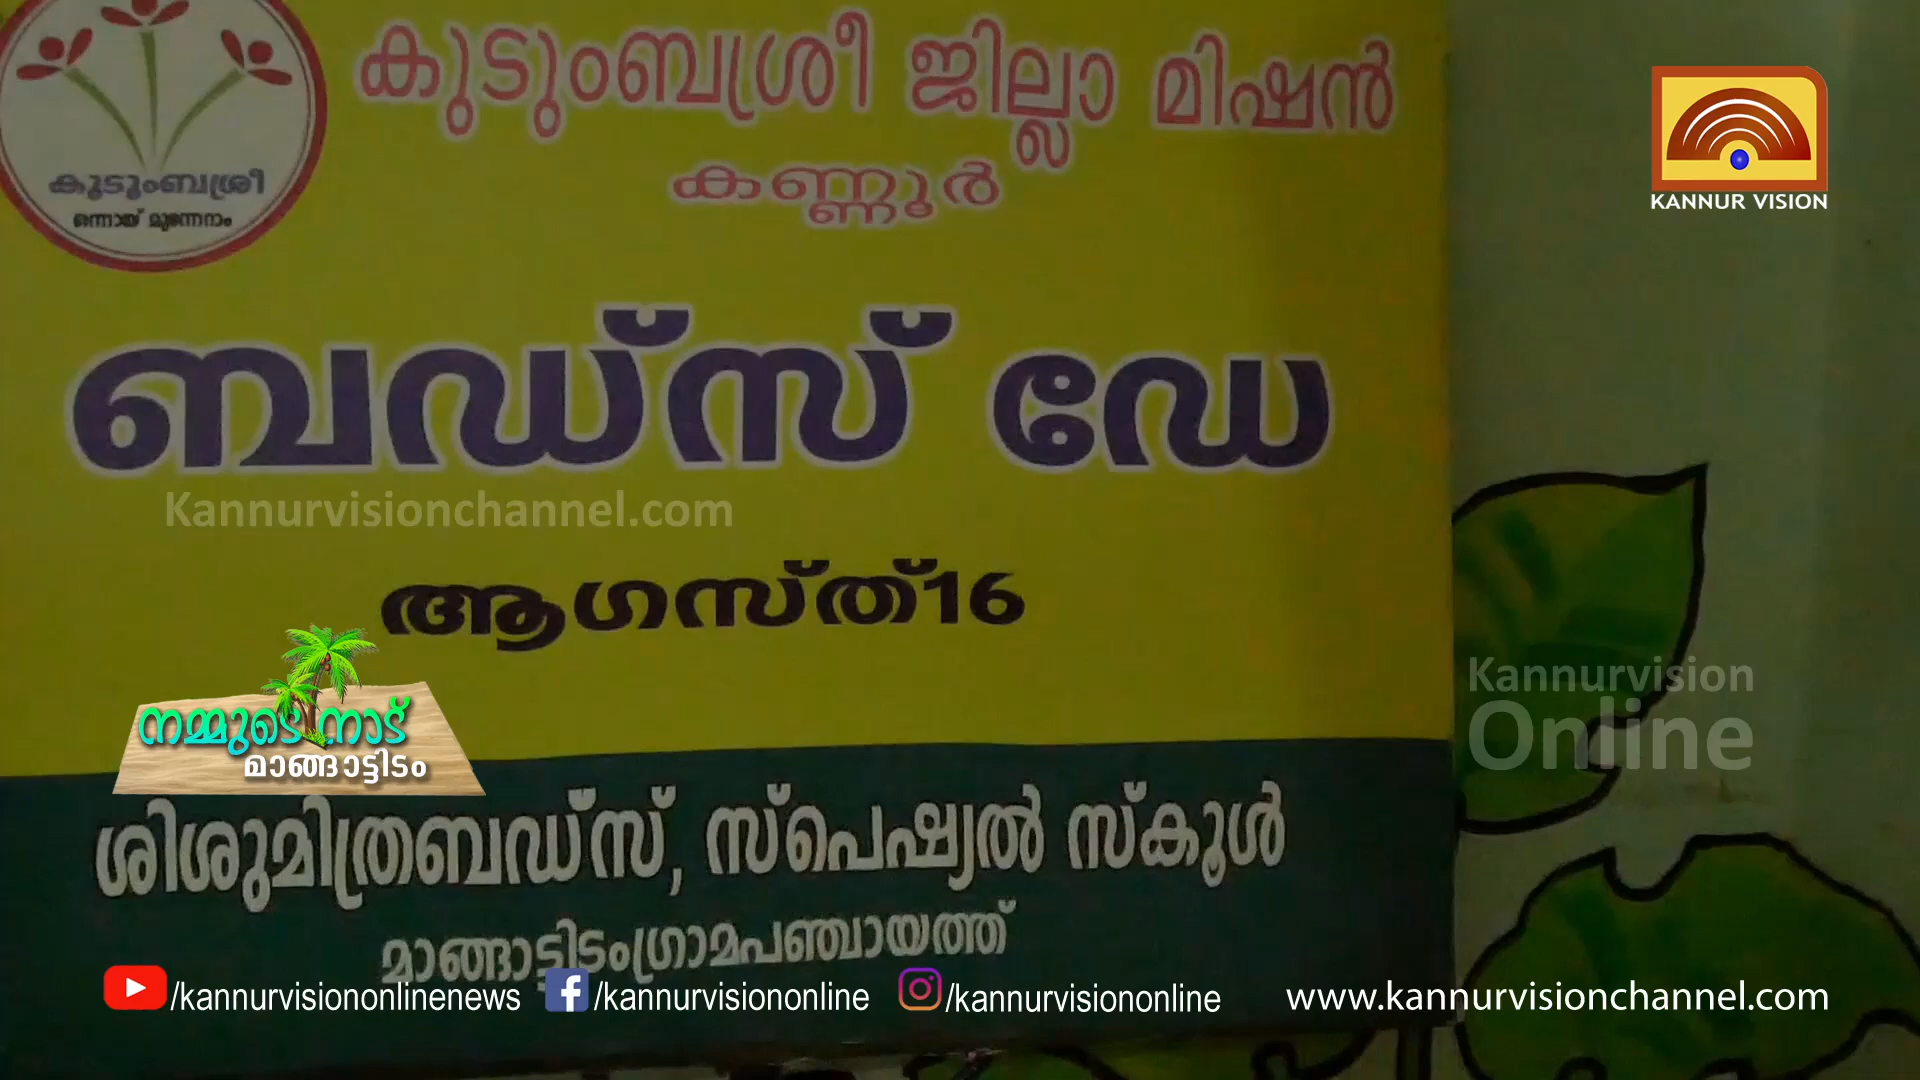 കുടുംബശ്രീ ജില്ലാ മിഷൻ
കണ്ണൂർ
കുടുംബശ്രീ
ഒന്നായ് മുന്നേറാം
KANNUR VISION
ബഡ്സ് ഡേ
Kannurvisionchannel.com
ആഗസ്ത്16
Kannurvision
Online
നമ്മുടെ നാട്
മാങ്ങാട്ടിടം
ശിശുമിത്രബഡ്സ്, സ്പെഷ്യൽ സ്കൂൾ
മാങ്ങാട്ടിടംഗ്രാമപഞ്ചായത്ത്
/kannurvisiononlinenews /kannurvisiononline /kannurvisiononline www.kannurvisionchannel.com